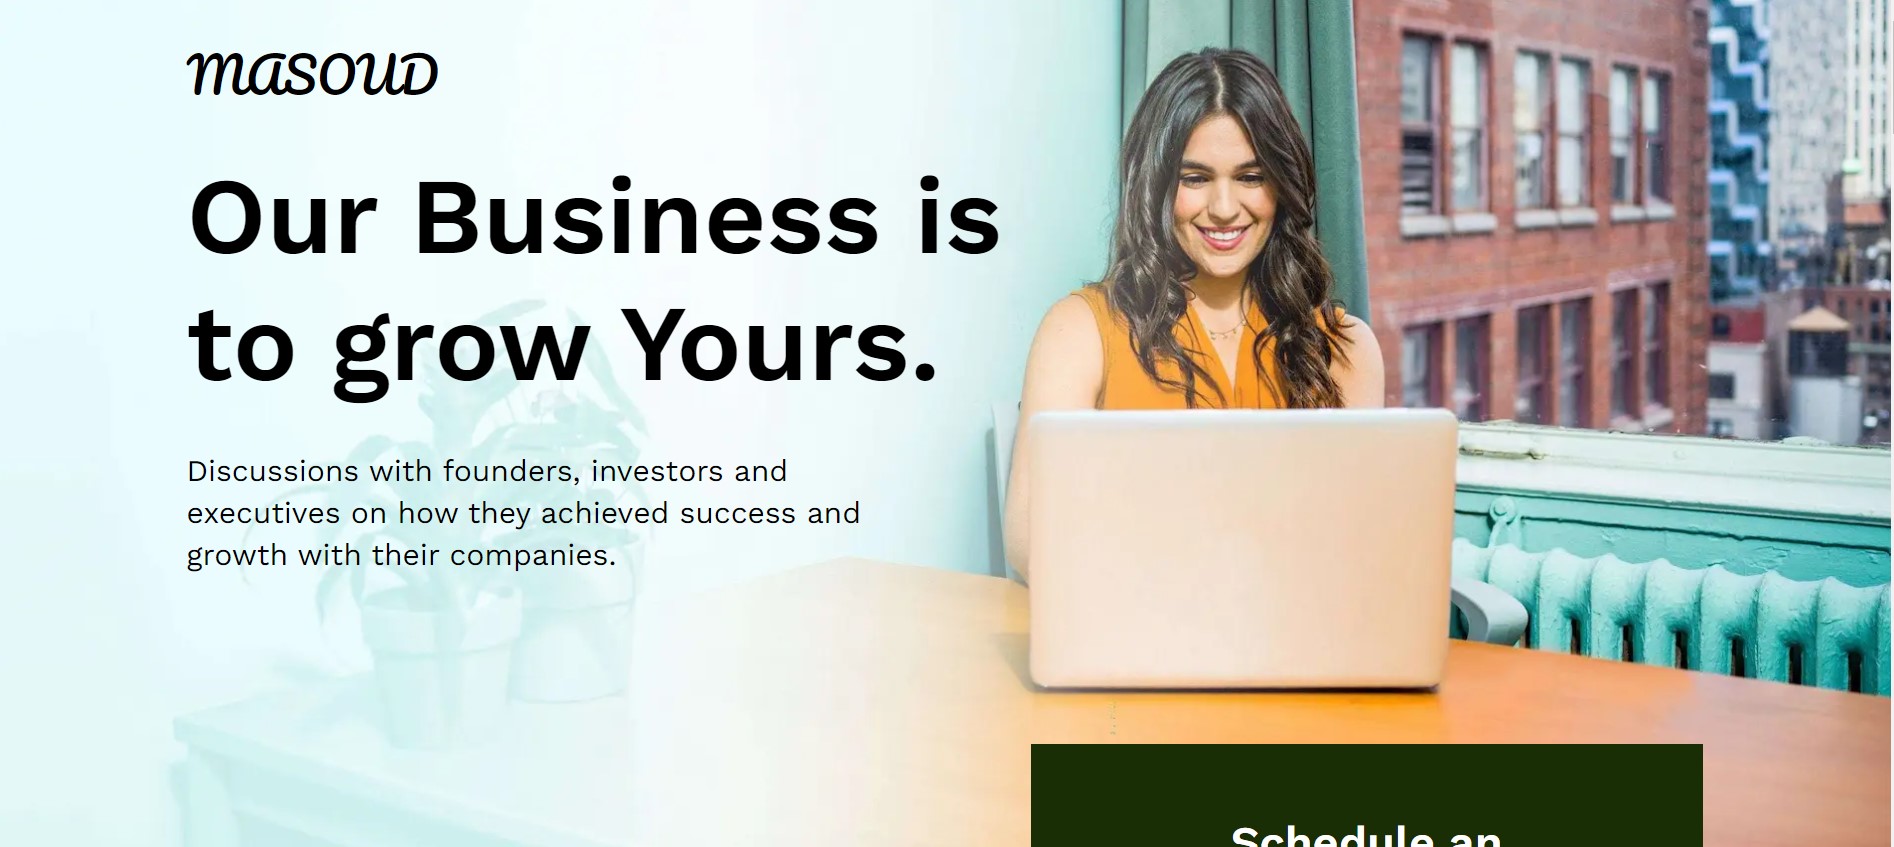 masoud
Our Business is
to grow Yours.
Discussions with founders, investors and
executives on how they achieved success and
growth with their companies.
Schedule an